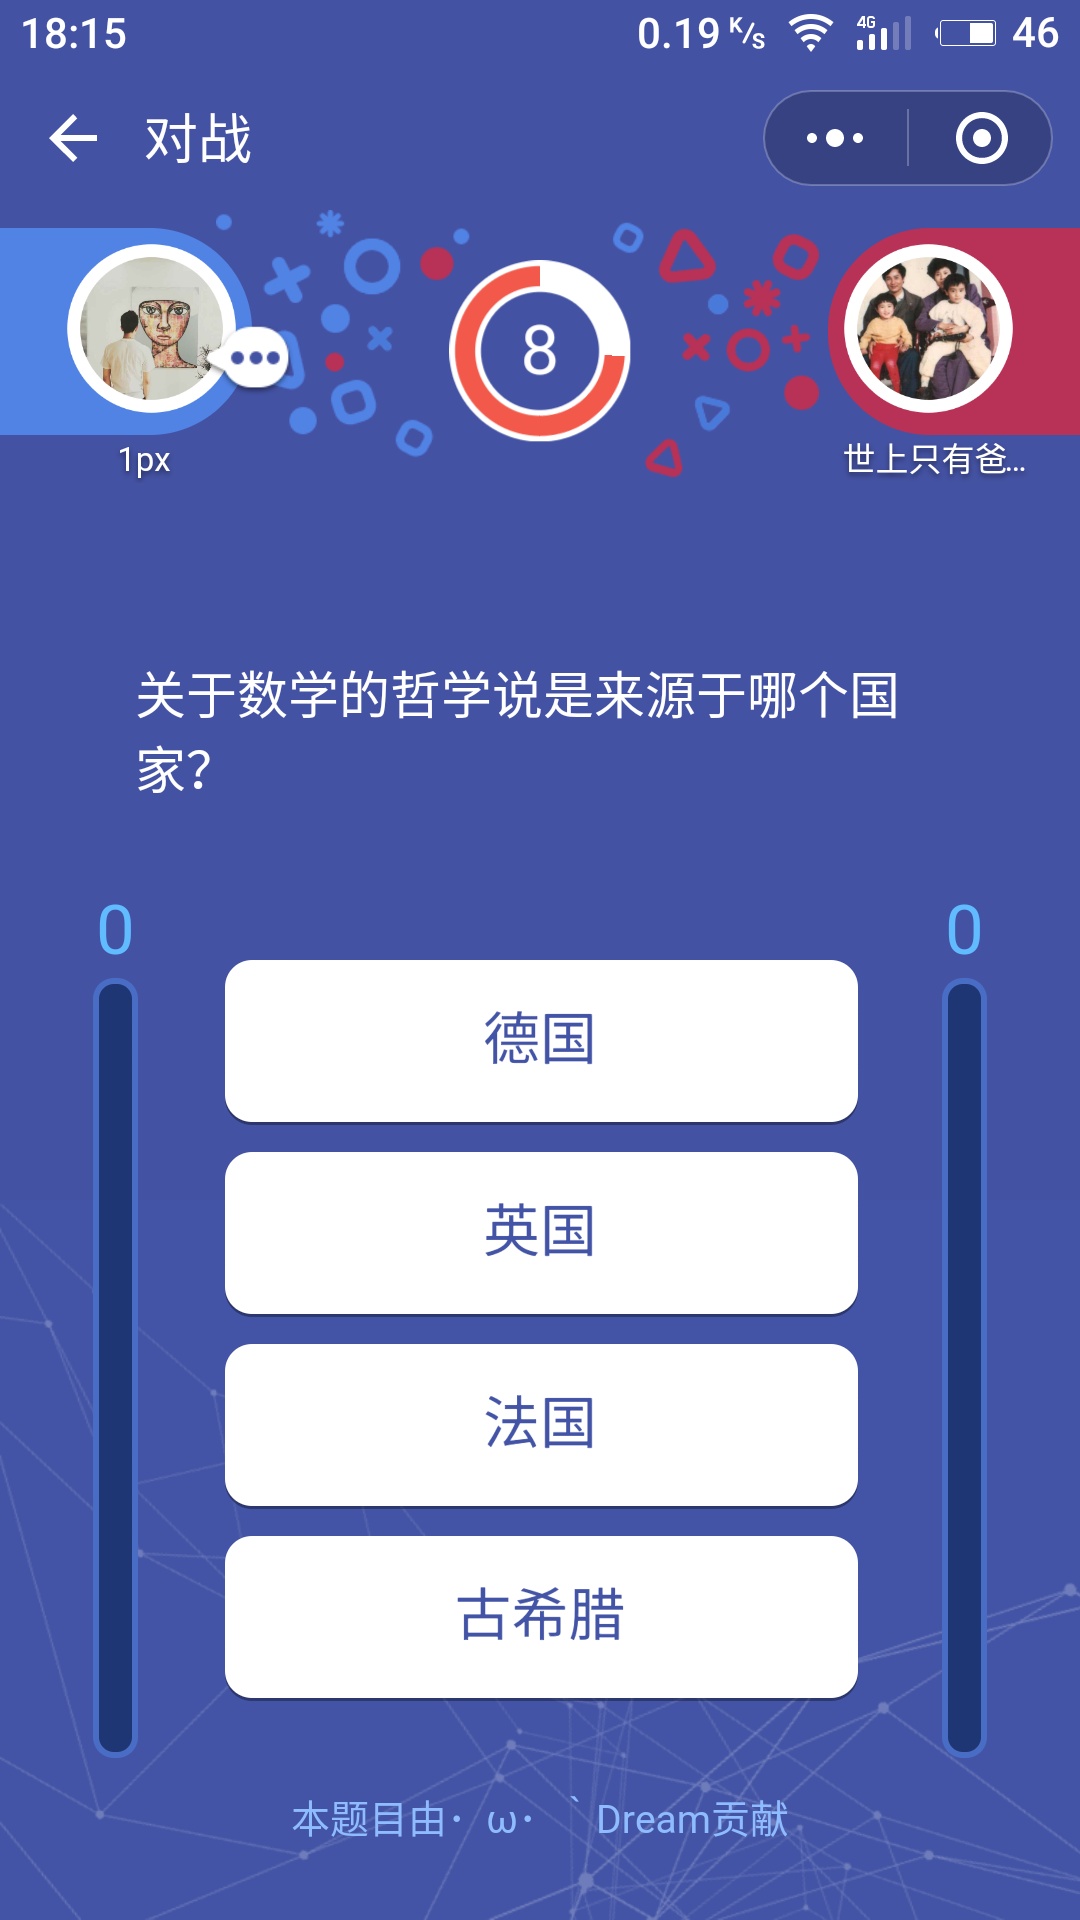 18:15
0.19 K/s 4G 46
对战
8
1px
世上只有爸...
关于数学的哲学说是来源于哪个国
家？
0
0
德国
英国
法国
古希腊
本题目由· ω· ` Dream贡献